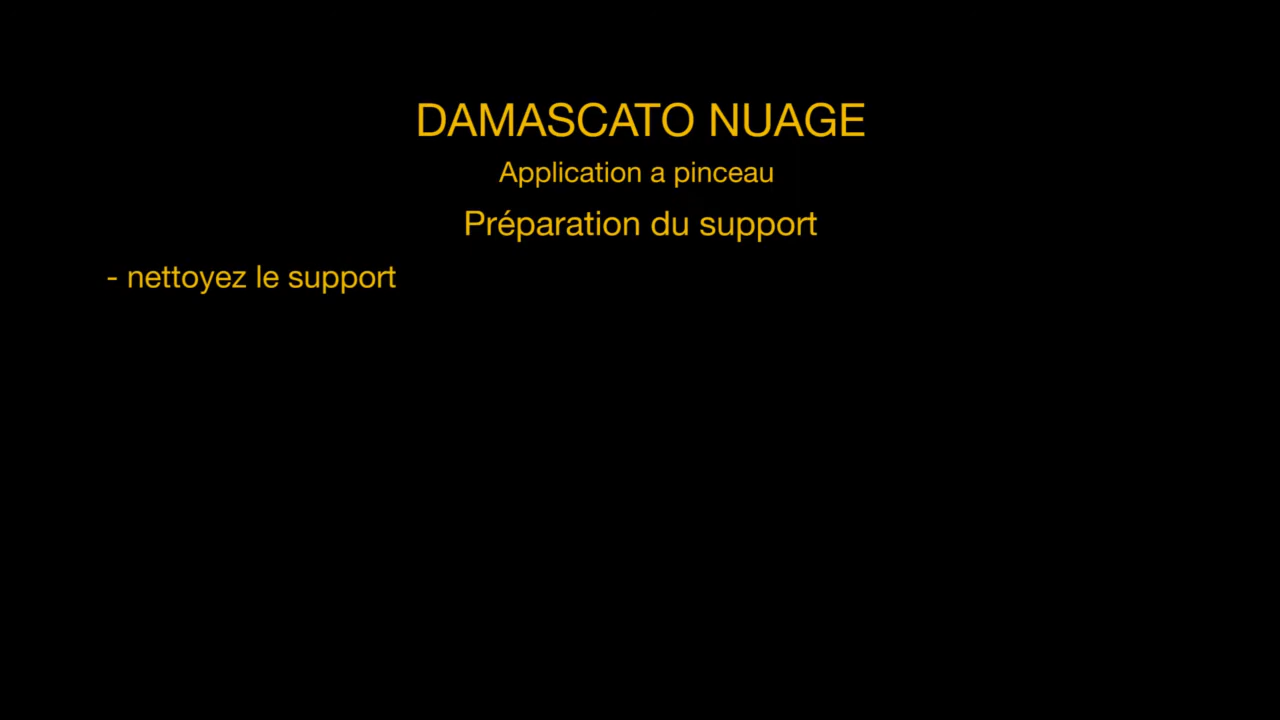 DAMASCATO NUAGE
Application a pinceau
Préparation du support
- nettoyez le support